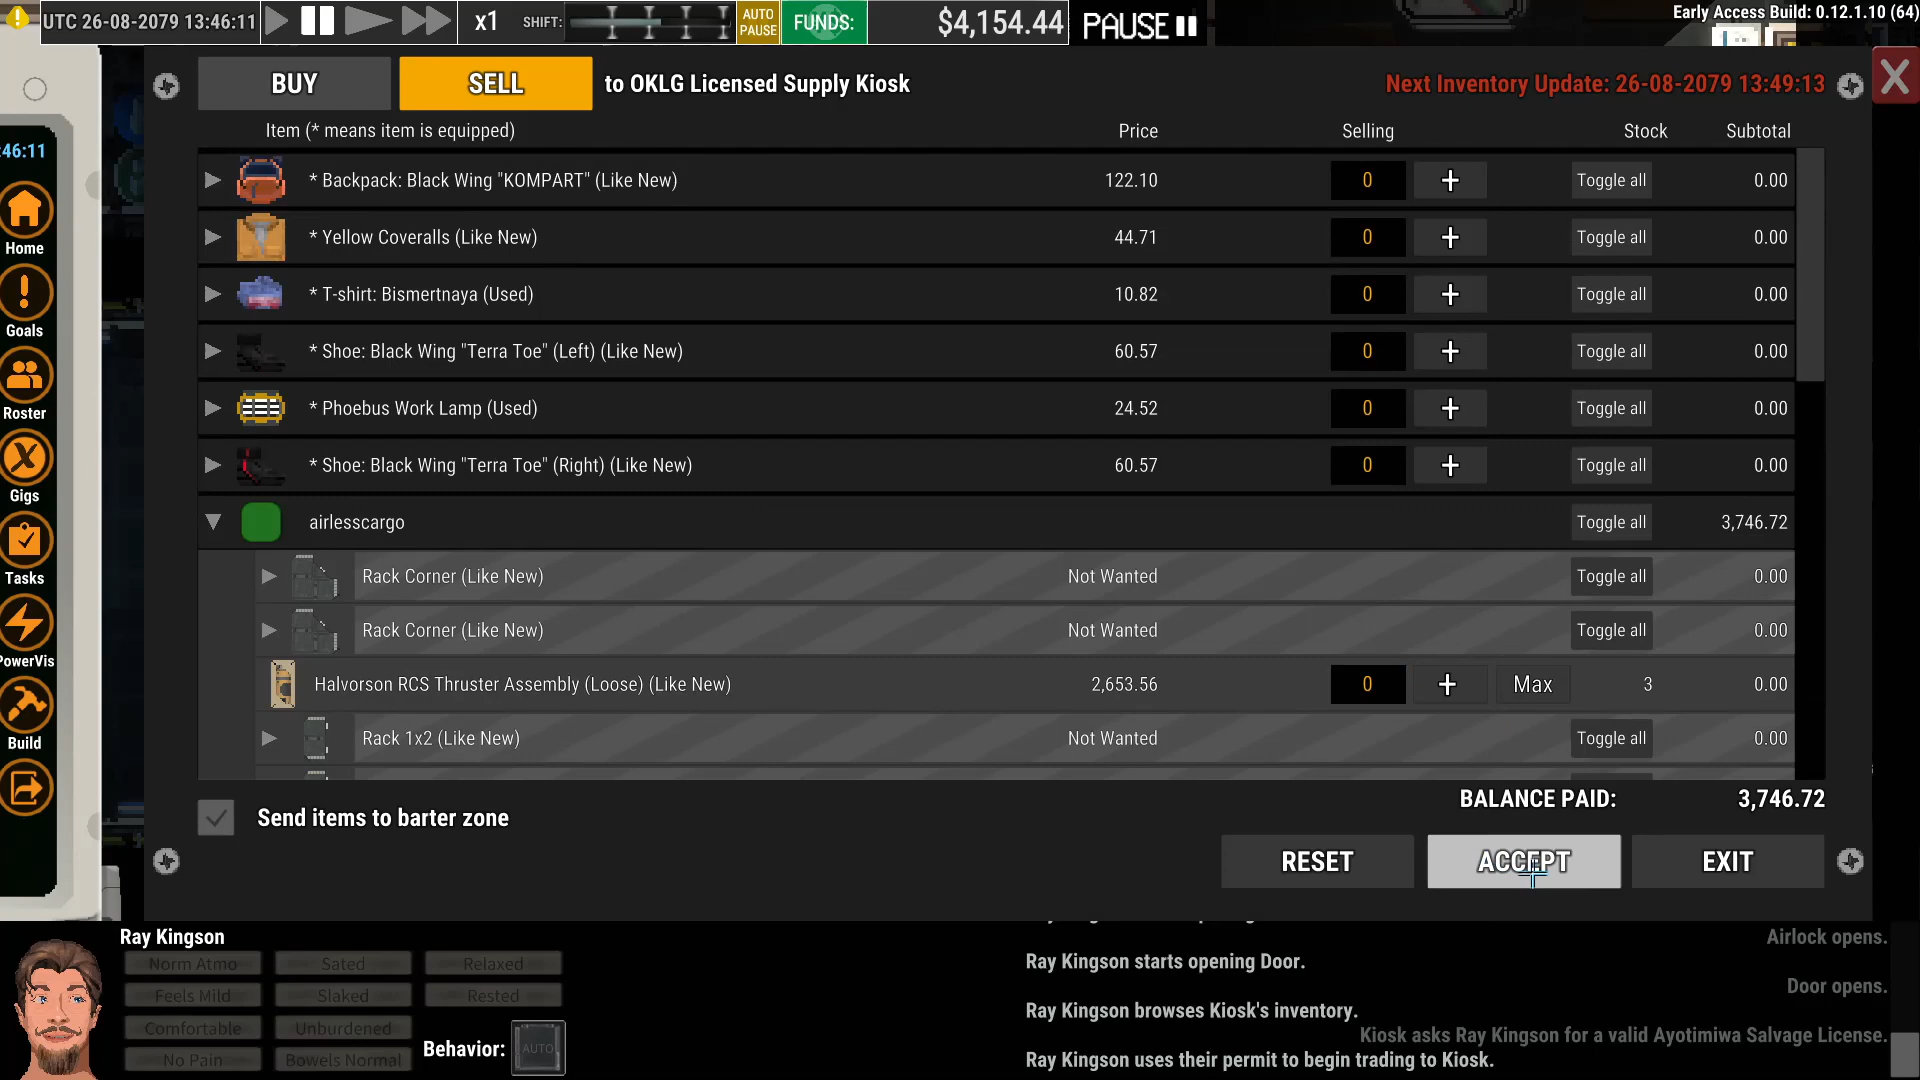 UTC 26-08-2079 13:46:11
x1
SHIFT:
AUTO
PAUSE
FUNDS:
$4,154.44
PAUSE
Early Access Build: 0.12.1.10 (64)
BUY
SELL
to OKLG Licensed Supply Kiosk
Next Inventory Update: 26-08-2079 13:49:13
X
Item (* means item is equipped)
Price
Selling
Stock
Subtotal
:46:11
* Backpack: Black Wing "KOMPART" (Like New)
122.10
0
+
Toggle all
0.00
Home
* Yellow Coveralls (Like New)
44.71
0
+
Toggle all
0.00
* T-shirt: Bismertnaya (Used)
10.82
0
+
Toggle all
0.00
Goals
* Shoe: Black Wing "Terra Toe" (Left) (Like New)
60.57
0
+
Toggle all
0.00
Roster
* Phoebus Work Lamp (Used)
24.52
0
+
Toggle all
0.00
* Shoe: Black Wing "Terra Toe" (Right) (Like New)
60.57
0
+
Toggle all
0.00
Gigs
airlesscargo
Toggle all
3,746.72
Tasks
Rack Corner (Like New)
Not Wanted
Toggle all
0.00
Rack Corner (Like New)
Not Wanted
Toggle all
0.00
PowerVis
Halvorson RCS Thruster Assembly (Loose) (Like New)
2,653.56
0
+
Max
3
0.00
Rack 1x2 (Like New)
Not Wanted
Toggle all
0.00
Build
Send items to barter zone
BALANCE PAID:
3,746.72
RESET
ACCEPT
EXIT
Ray Kingson
Norm Atmo
Sated
Relaxed
Feels Mild
Slaked
Rested
Comfortable
Unburdened
No Pain
Bowels Normal
Behavior:
AUTO
Airlock opens.
Ray Kingson starts opening Door.
Door opens.
Ray Kingson browses Kiosk's inventory.
Kiosk asks Ray Kingson for a valid Ayotimiwa Salvage License.
Ray Kingson uses their permit to begin trading to Kiosk.